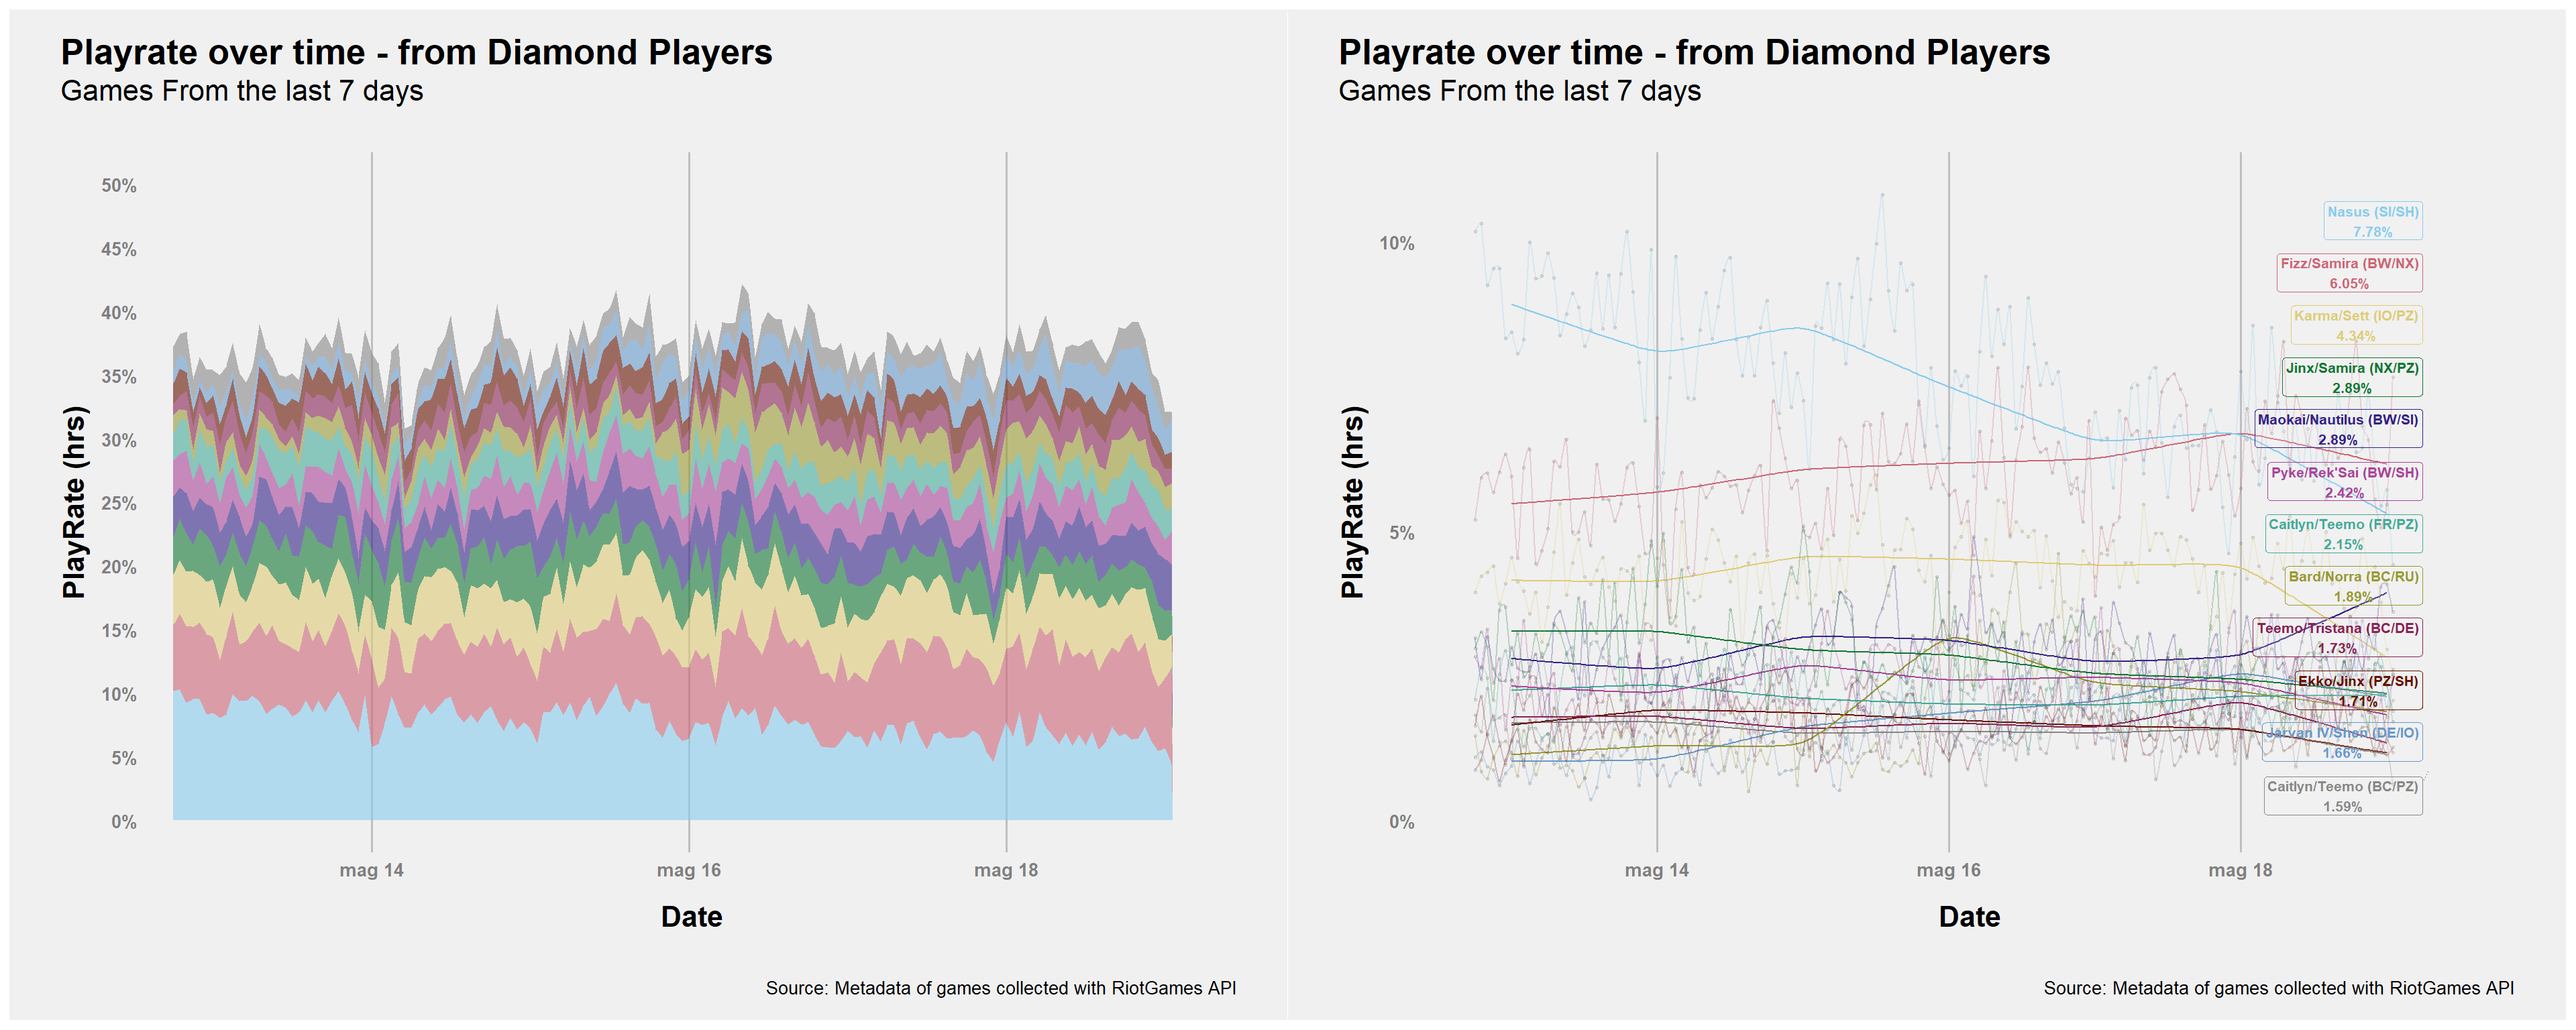 Playrate over time - from Diamond Players
Games From the last 7 days
PlayRate (hrs)
50%
45%
40%
35%
30%
25%
20%
15%
10%
5%
0%
mag 14
mag 16
mag 18
Date
Source: Metadata of games collected with RiotGames API
Playrate over time - from Diamond Players
Games From the last 7 days
PlayRate (hrs)
10%
5%
0%
Nasus (SI/SH)
7.78%
Fizz/Samira (BW/NX)
6.05%
Karma/Sett (IO/PZ)
4.34%
Jinx/Samira (NX/PZ)
2.89%
Maokai/Nautilus (BW/SI)
2.89%
Pyke/Rek'Sai (BW/SH)
2.42%
Caitlyn/Teemo (FR/PZ)
2.15%
Bard/Norra (BC/RU)
1.89%
Teemo/Tristana (BC/DE)
1.73%
Ekko/Jinx (PZ/SH)
1.71%
Jarvan IV/Shen (DE/IO)
1.66%
Caitlyn/Teemo (BC/PZ)
1.59%
mag 14
mag 16
mag 18
Date
Source: Metadata of games collected with RiotGames API